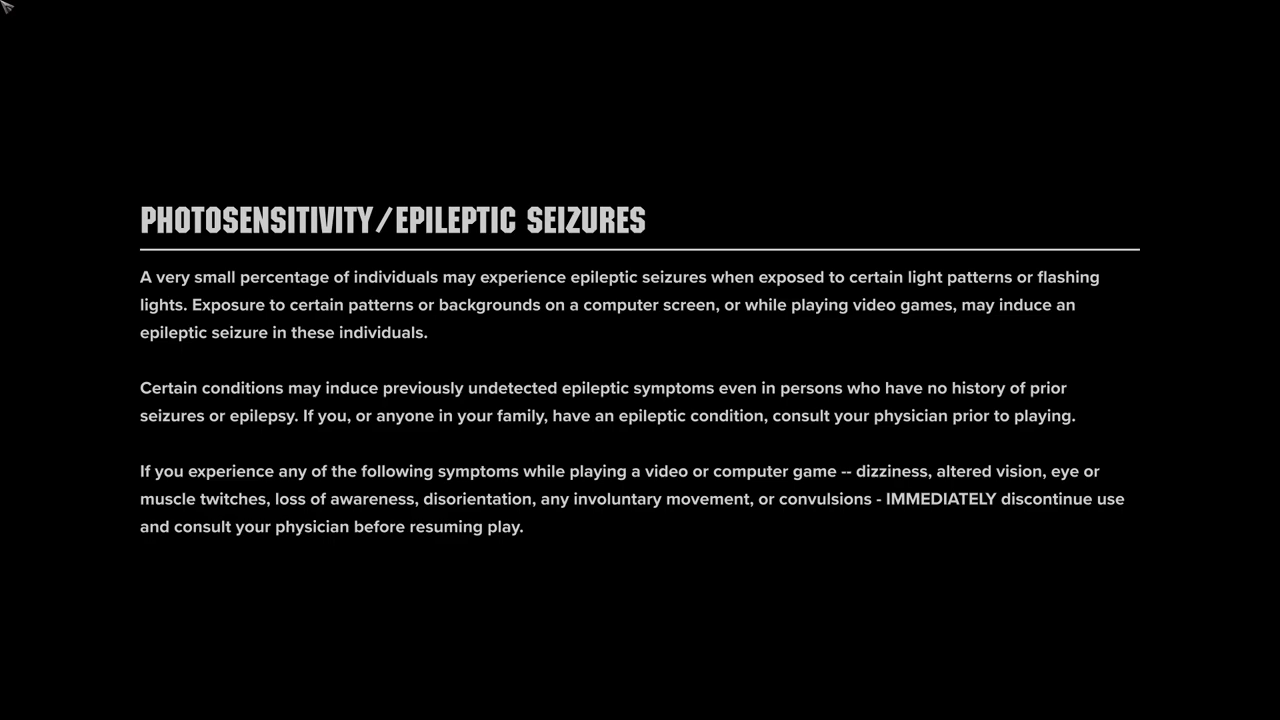 PHOTOSENSITIVITY/EPILEPTIC SEIZURES
A very small percentage of individuals may experience epileptic seizures when exposed to certain light patterns or flashing
lights. Exposure to certain patterns or backgrounds on a computer screen, or while playing video games, may induce an
epileptic seizure in these individuals.
Certain conditions may induce previously undetected epileptic symptoms even in persons who have no history of prior
seizures or epilepsy. If you, or anyone in your family, have an epileptic condition, consult your physician prior to playing.
If you experience any of the following symptoms while playing a video or computer game -- dizziness, altered vision, eye or
muscle twitches, loss of awareness, disorientation, any involuntary movement, or convulsions - IMMEDIATELY discontinue use
and consult your physician before resuming play.